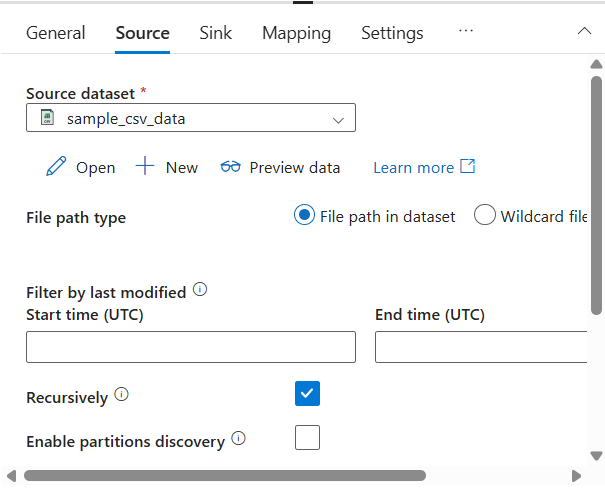 General Source Sink Mapping Settings ...
Source dataset *
sample_csv_data
Open New Preview data Learn more
File path type File path in dataset Wildcard file
Filter by last modified
Start time (UTC) End time (UTC)
Recursively
Enable partitions discovery